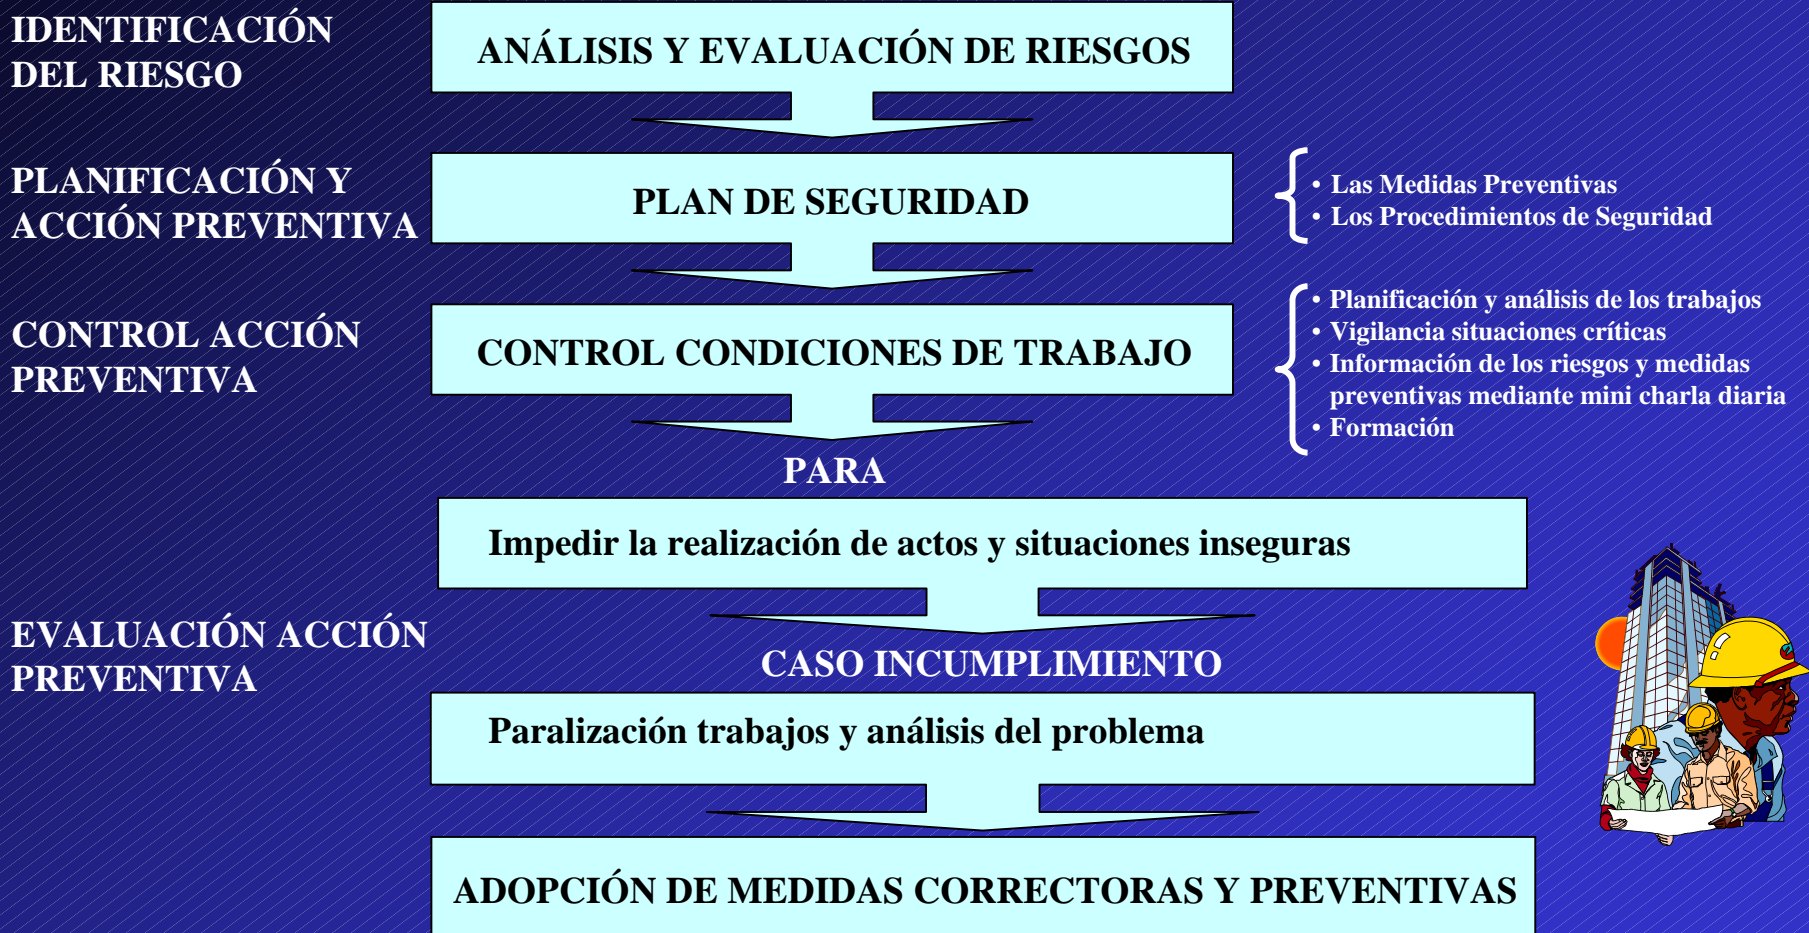 IDENTIFICACIÓN
DEL RIESGO
ANÁLISIS Y EVALUACIÓN DE RIESGOS
PLANIFICACIÓN Y
ACCIÓN PREVENTIVA
PLAN DE SEGURIDAD
• Las Medidas Preventivas
• Los Procedimientos de Seguridad
CONTROL ACCIÓN
PREVENTIVA
CONTROL CONDICIONES DE TRABAJO
• Planificación y análisis de los trabajos
• Vigilancia situaciones críticas
• Información de los riesgos y medidas
preventivas mediante mini charla diaria
• Formación
PARA
Impedir la realización de actos y situaciones inseguras
EVALUACIÓN ACCIÓN
PREVENTIVA
CASO INCUMPLIMIENTO
Paralización trabajos y análisis del problema
ADOPCIÓN DE MEDIDAS CORRECTORAS Y PREVENTIVAS